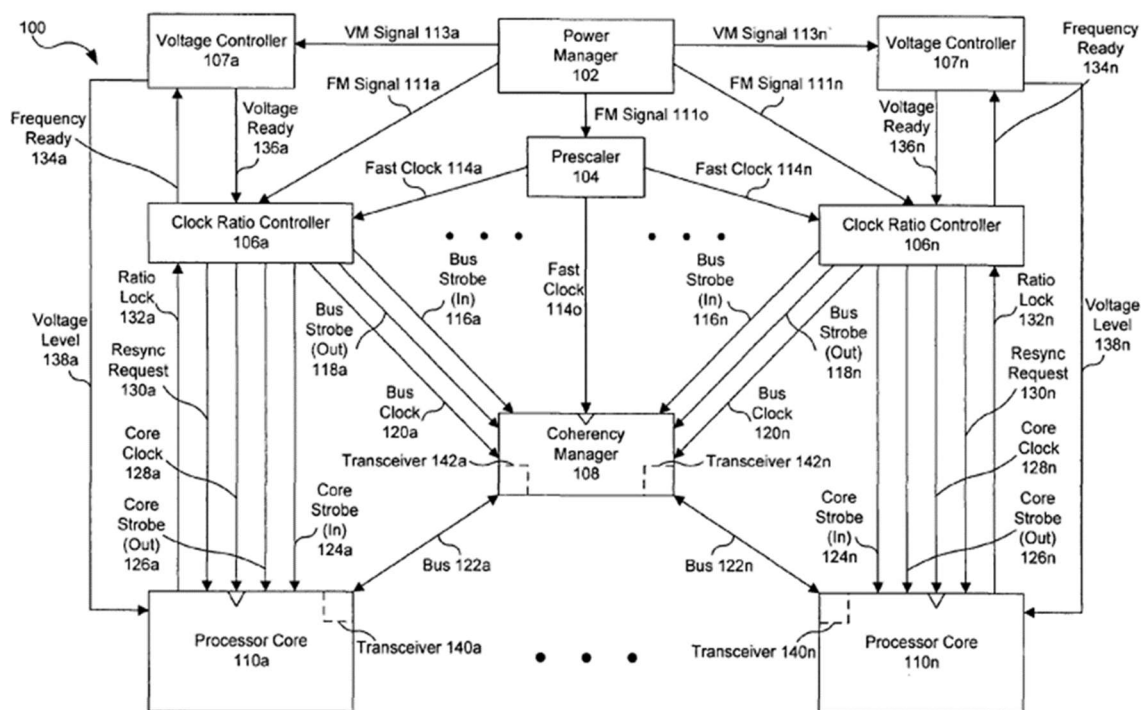 100
Voltage Controller
107a
VM Signal 113a
Power
Manager
102
VM Signal 113n
Voltage Controller
107n
Frequency
Ready
134n
FM Signal 111a
FM Signal 111n
Frequency
Ready
134a
Voltage
Ready
136a
FM Signal 111o
Voltage
Ready
136n
Prescaler
104
Fast Clock 114a
Fast Clock 114n
Clock Ratio Controller
106a
Clock Ratio Controller
106n
Ratio
Lock
132a
Bus
Strobe
(In)
116a
Fast
Clock
114o
Bus
Strobe
(In)
116n
Ratio
Lock
132n
Voltage
Level
138a
Bus
Strobe
(Out)
118a
Bus
Strobe
(Out)
118n
Voltage
Level
138n
Resync
Request
130a
Resync
Request
130n
Bus
Clock
120a
Bus
Clock
120n
Core
Clock
128a
Coherency
Manager
108
Core
Clock
128n
Transceiver 142a
Transceiver 142n
Core
Strobe
(Out)
126a
Core
Strobe
(In)
124a
Core
Strobe
(In)
124n
Core
Strobe
(Out)
126n
Bus 122a
Bus 122n
Processor Core
110a
Transceiver 140a
Transceiver 140n
Processor Core
110n